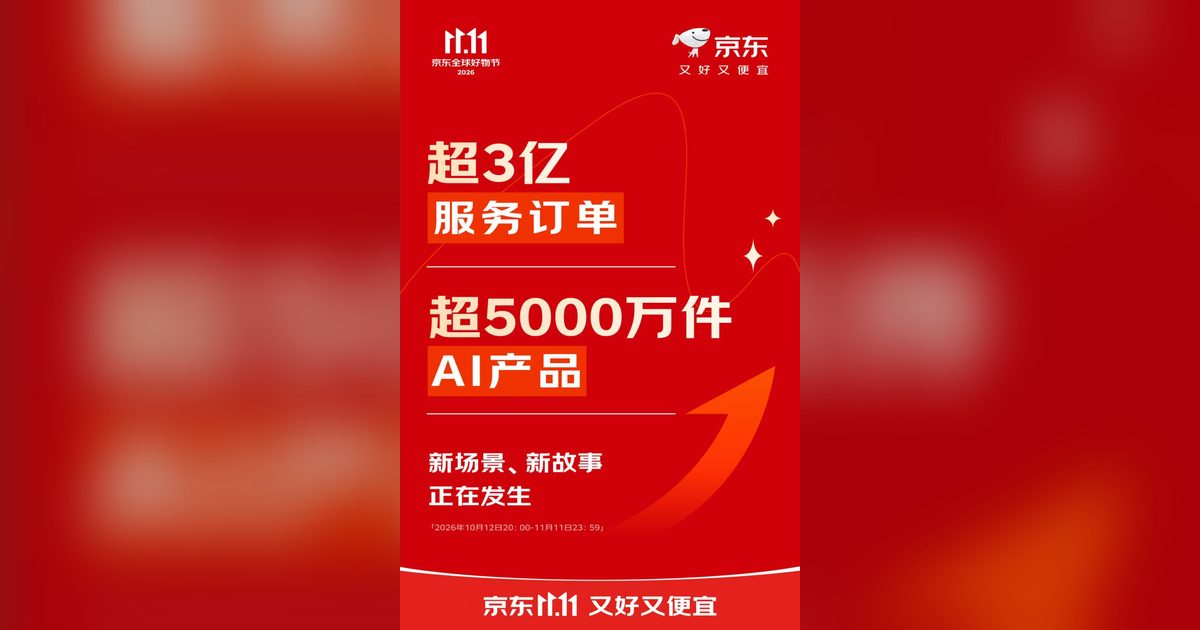 11.11
京东全球好物节
2026
京东
又好又便宜
超3亿
服务订单
超5000万件
AI产品
新场景、新故事
正在发生
「2026年10月12日20：00-11月11日23：59」
京东11.11 又好又便宜